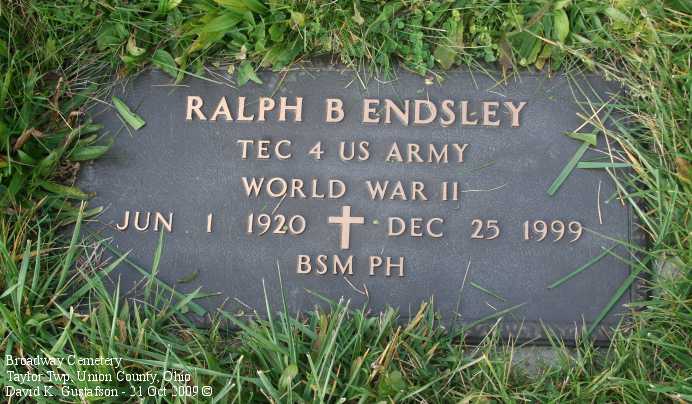 RALPH B ENDSLEY
TEC 4 US ARMY
WORLD WAR II
JUN 1 1920 ✝ DEC 25 1999
BSM PH
Broadway Cemetery
Taylor Twp, Union County, Ohio
David K. Gustafson - 21 Oct 2009 ©